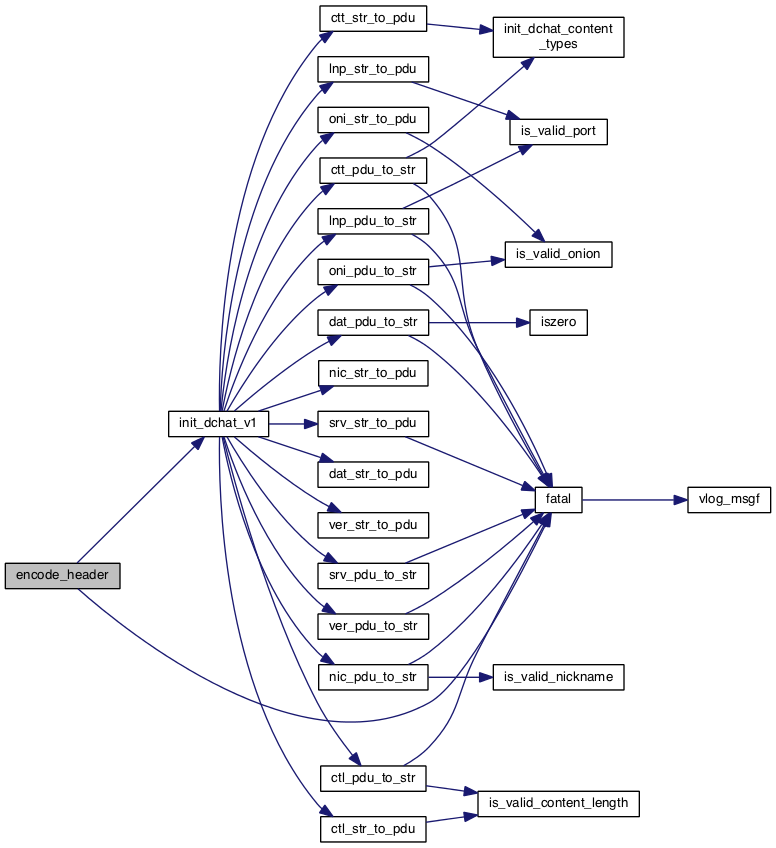 ctt_str_to_pdu
init_dchat_content
_types
lnp_str_to_pdu
oni_str_to_pdu
is_valid_port
ctt_pdu_to_str
lnp_pdu_to_str
is_valid_onion
oni_pdu_to_str
dat_pdu_to_str
iszero
nic_str_to_pdu
init_dchat_v1
srv_str_to_pdu
dat_str_to_pdu
fatal
vlog_msgf
ver_str_to_pdu
encode_header
srv_pdu_to_str
ver_pdu_to_str
nic_pdu_to_str
is_valid_nickname
ctl_pdu_to_str
is_valid_content_length
ctl_str_to_pdu